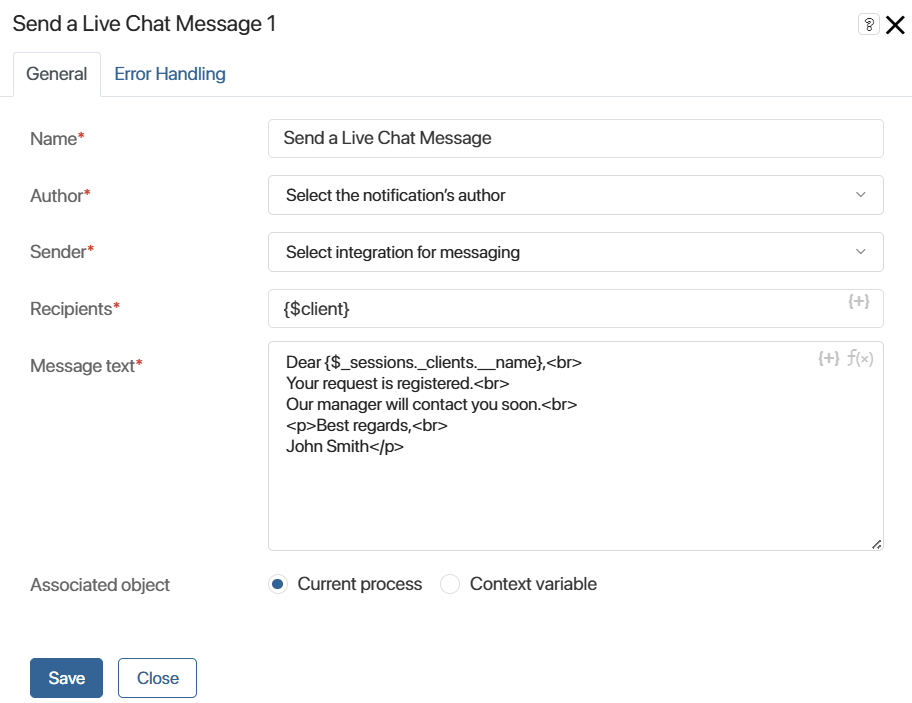 Send a Live Chat Message 1
?
General
Error Handling
Name*
Send a Live Chat Message
Author*
Select the notification's author
Sender*
Select integration for messaging
Recipients*
{$client}
{+}
Message text*
{+} f(x)
Dear {$_sessions._clients.__name},<br>
Your request is registered.<br>
Our manager will contact you soon.<br>
<p>Best regards,<br>
John Smith</p>
Associated object
Current process
Context variable
Save
Close